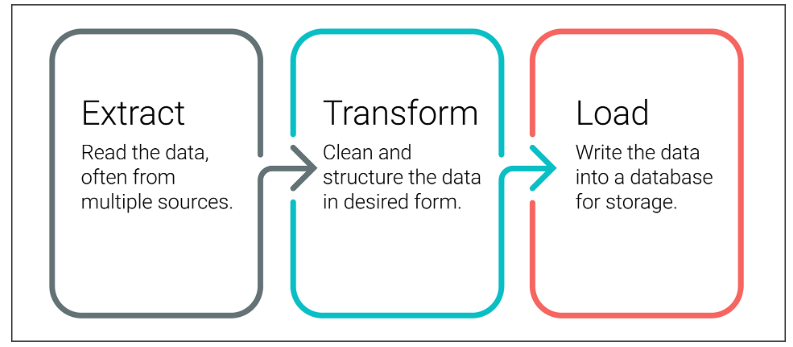 Extract
Read the data,
often from
multiple sources.
Transform
Clean and
structure the data
in desired form.
Load
Write the data
into a database
for storage.